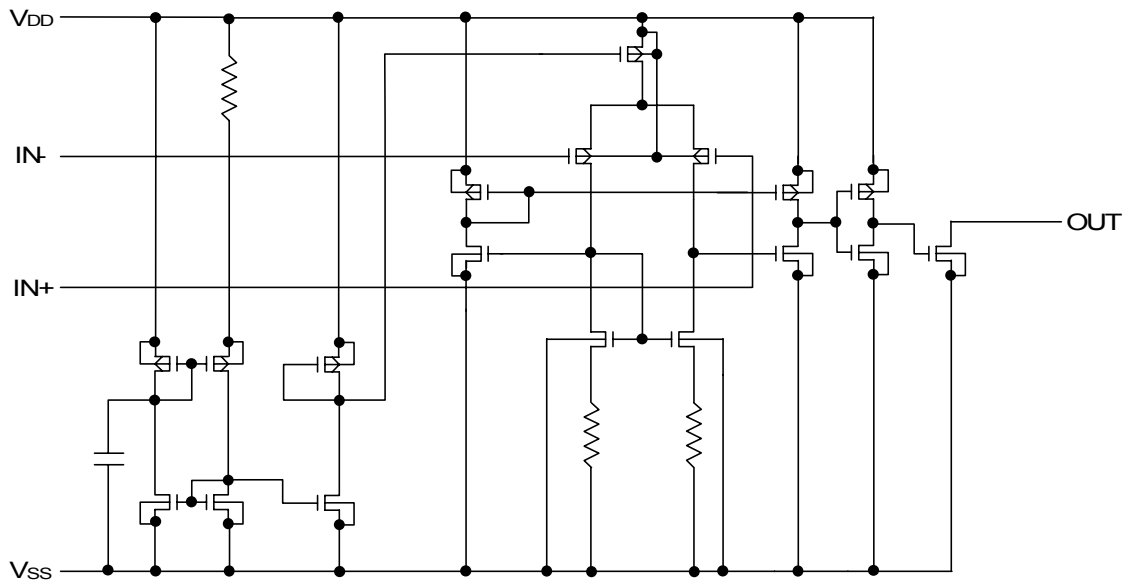 VDD
IN-
OUT
IN+
VSS